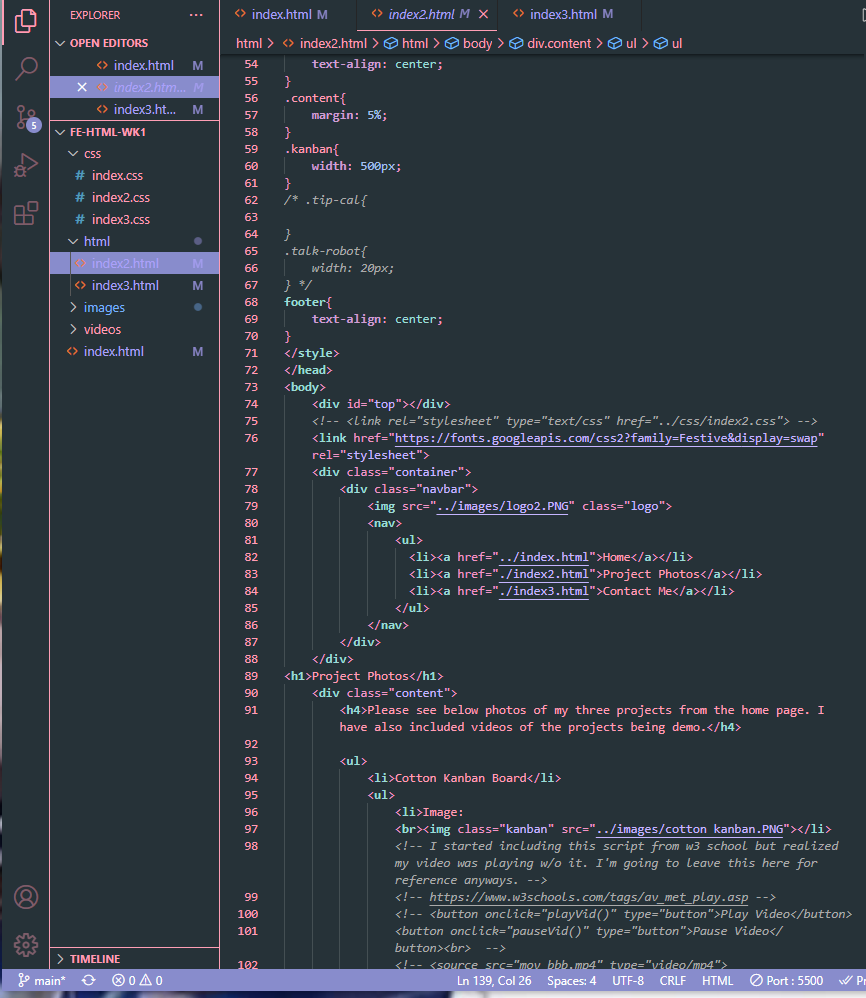 EXPLORER
OPEN EDITORS
index.html M
index2.htm... M
index3.ht... M
FE-HTML-WK1
css
# index.css
# index2.css
# index3.css
html
index2.html M
index3.html M
images
videos
index.html M
TIMELINE
index.html M
index2.html M
index3.html M
html > index2.html > html > body > div.content > ul > ul
54 text-align: center;
55 }
56 .content{
57 margin: 5%;
58 }
59 .kanban{
60 width: 500px;
61 }
62 /* .tip-cal{
63
64 }
65 .talk-robot{
66 width: 20px;
67 } */
68 footer{
69 text-align: center;
70 }
71 </style>
72 </head>
73 <body>
74 <div id="top"></div>
75 <!-- <link rel="stylesheet" type="text/css" href="../css/index2.css"> -->
76 <link href="https://fonts.googleapis.com/css2?family=Festive&display=swap"
rel="stylesheet">
77 <div class="container">
78 <div class="navbar">
79 <img src="../images/logo2.PNG" class="logo">
80 <nav>
81 <ul>
82 <li><a href="../index.html">Home</a></li>
83 <li><a href="./index2.html">Project Photos</a></li>
84 <li><a href="./index3.html">Contact Me</a></li>
85 </ul>
86 </nav>
87 </div>
88 </div>
89 <h1>Project Photos</h1>
90 <div class="content">
91 <h4>Please see below photos of my three projects from the home page. I
have also included videos of the projects being demo.</h4>
92
93 <ul>
94 <li>Cotton Kanban Board</li>
95 <ul>
96 <li>Image:
97 <br><img class="kanban" src="../images/cotton kanban.PNG"></li>
98 <!-- I started including this script from w3 school but realized
my video was playing w/o it. I'm going to leave this here for
reference anyways. -->
99 <!-- https://www.w3schools.com/tags/av_met_play.asp -->
100 <!-- <button onclick="playVid()" type="button">Play Video</button>
101 <button onclick="pauseVid()" type="button">Pause Video</
button><br> -->
102 <!-- <source src="mov_bbb.mp4" type="video/mp4">
5
main* 0 0 Ln 139, Col 26 Spaces: 4 UTF-8 CRLF HTML Port : 5500